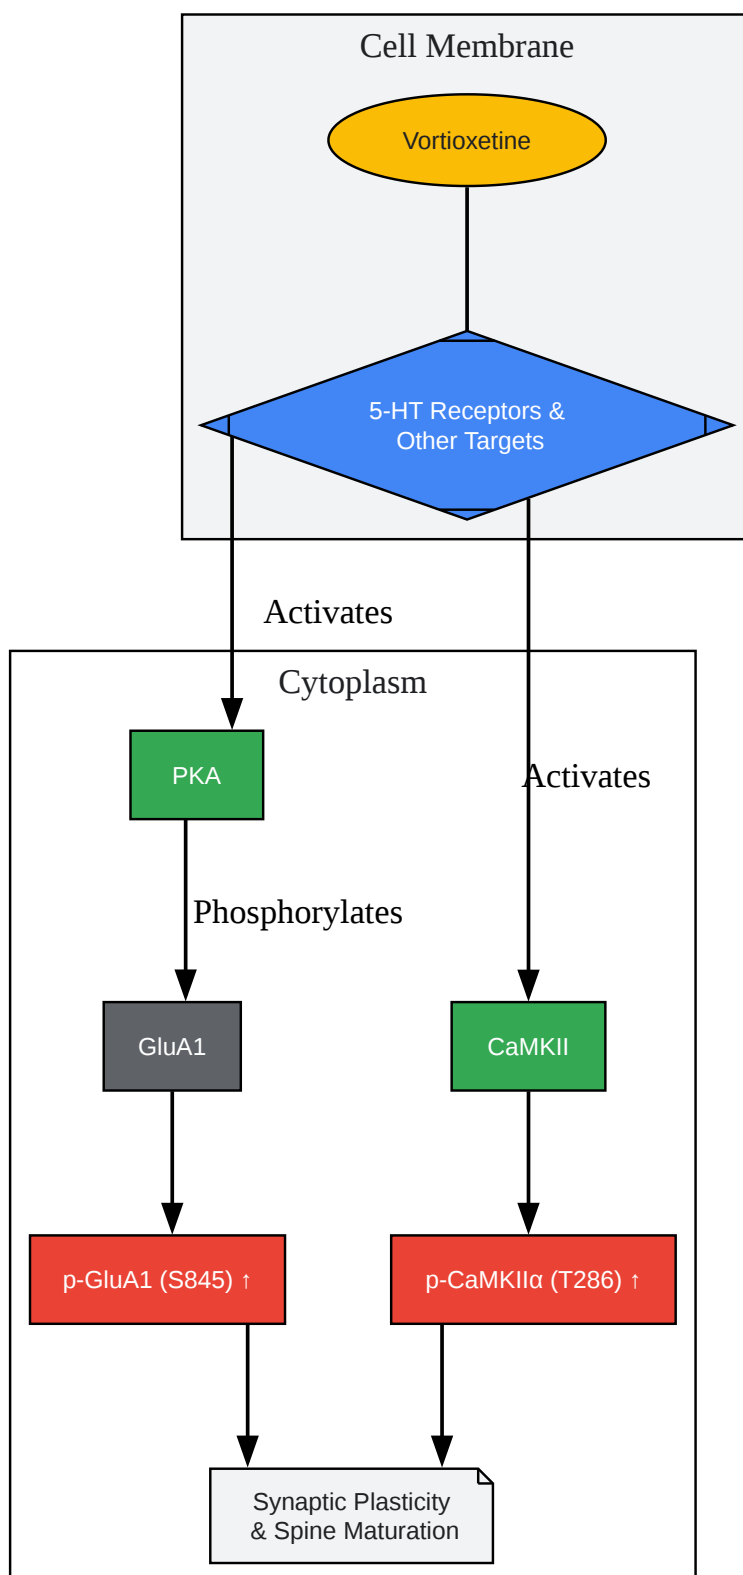 Cell Membrane
Vortioxetine
5-HT Receptors &
Other Targets
Activates
Cytoplasm
PKA
Activates
Phosphorylates
GluA1
CaMKII
p-GluA1 (S845) ↑
p-CaMKIIα (T286) ↑
Synaptic Plasticity
& Spine Maturation